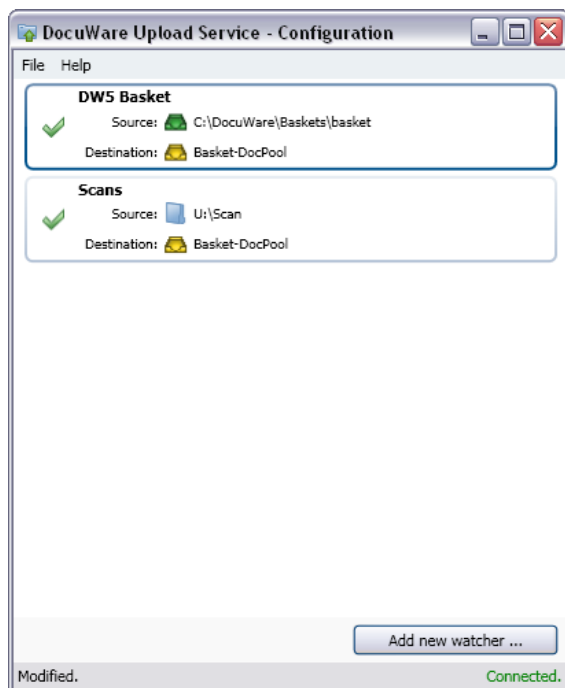 DocuWare Upload Service - Configuration
File Help
DW5 Basket
Source: C:\DocuWare\Baskets\basket
Destination: Basket-DocPool
Scans
Source: U:\Scan
Destination: Basket-DocPool
Add new watcher ...
Modified. Connected.